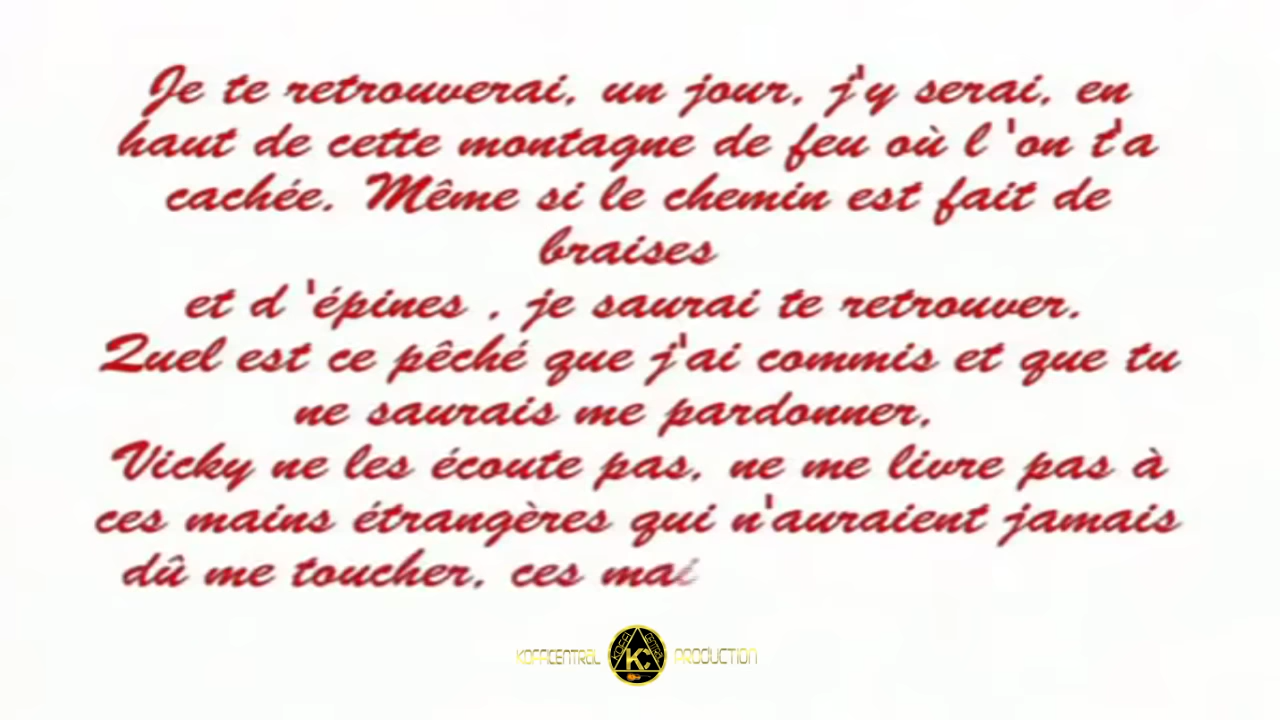 Je te retrouverai, un jour, j'y serai, en
haut de cette montagne de feu où l 'on t'a
cachée. Même si le chemin est fait de
braises
et d 'épines , je saurai te retrouver.
Quel est ce pêché que j'ai commis et que tu
ne saurais me pardonner,
Vicky ne les écoute pas, ne me livre pas à
ces mains étrangères qui n'auraient jamais
dû me toucher, ces mai
KOFFICENTRAL KC PRODUCTION